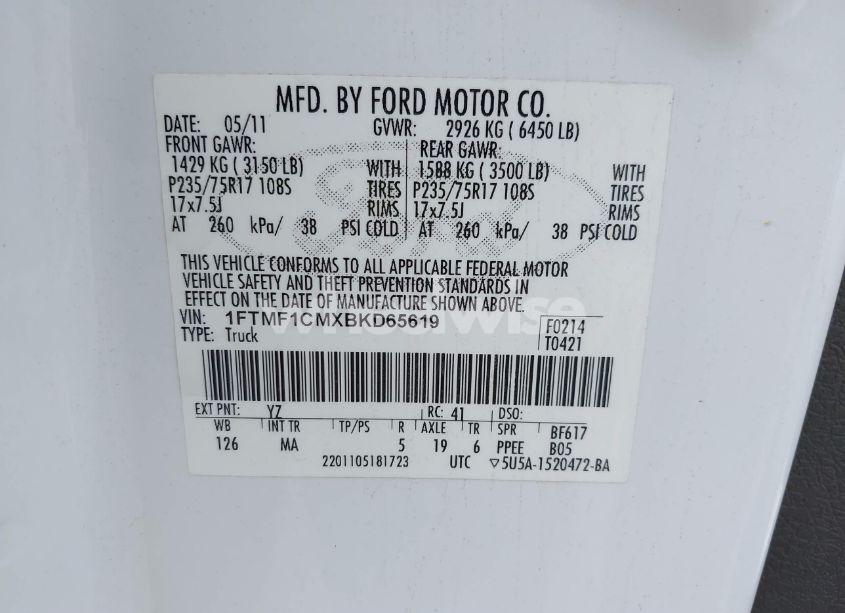 MFD. BY FORD MOTOR CO.
DATE: 05/11 GVWR: 2926 KG ( 6450 LB)
FRONT GAWR: REAR GAWR:
1429 KG ( 3150 LB) WITH 1588 KG ( 3500 LB) WITH
P235/75R17 108S TIRES P235/75R17 108S TIRES
17x7.5J RIMS 17x7.5J RIMS
AT 260 kPa/ 38 PSI COLD AT 260 kPa/ 38 PSI COLD
THIS VEHICLE CONFORMS TO ALL APPLICABLE FEDERAL MOTOR
VEHICLE SAFETY AND THEFT PREVENTION STANDARDS IN
EFFECT ON THE DATE OF MANUFACTURE SHOWN ABOVE.
VIN: 1FTMF1CMXBKD65619 F0214
TYPE: Truck T0421
EXT PNT: YZ RC: 41 DSO:
WB INT TR TP/PS R AXLE TR SPR BF617
126 MA 5 19 6 PPEE B05
2201105181723 UTC ▽5U5A-1520472-BA